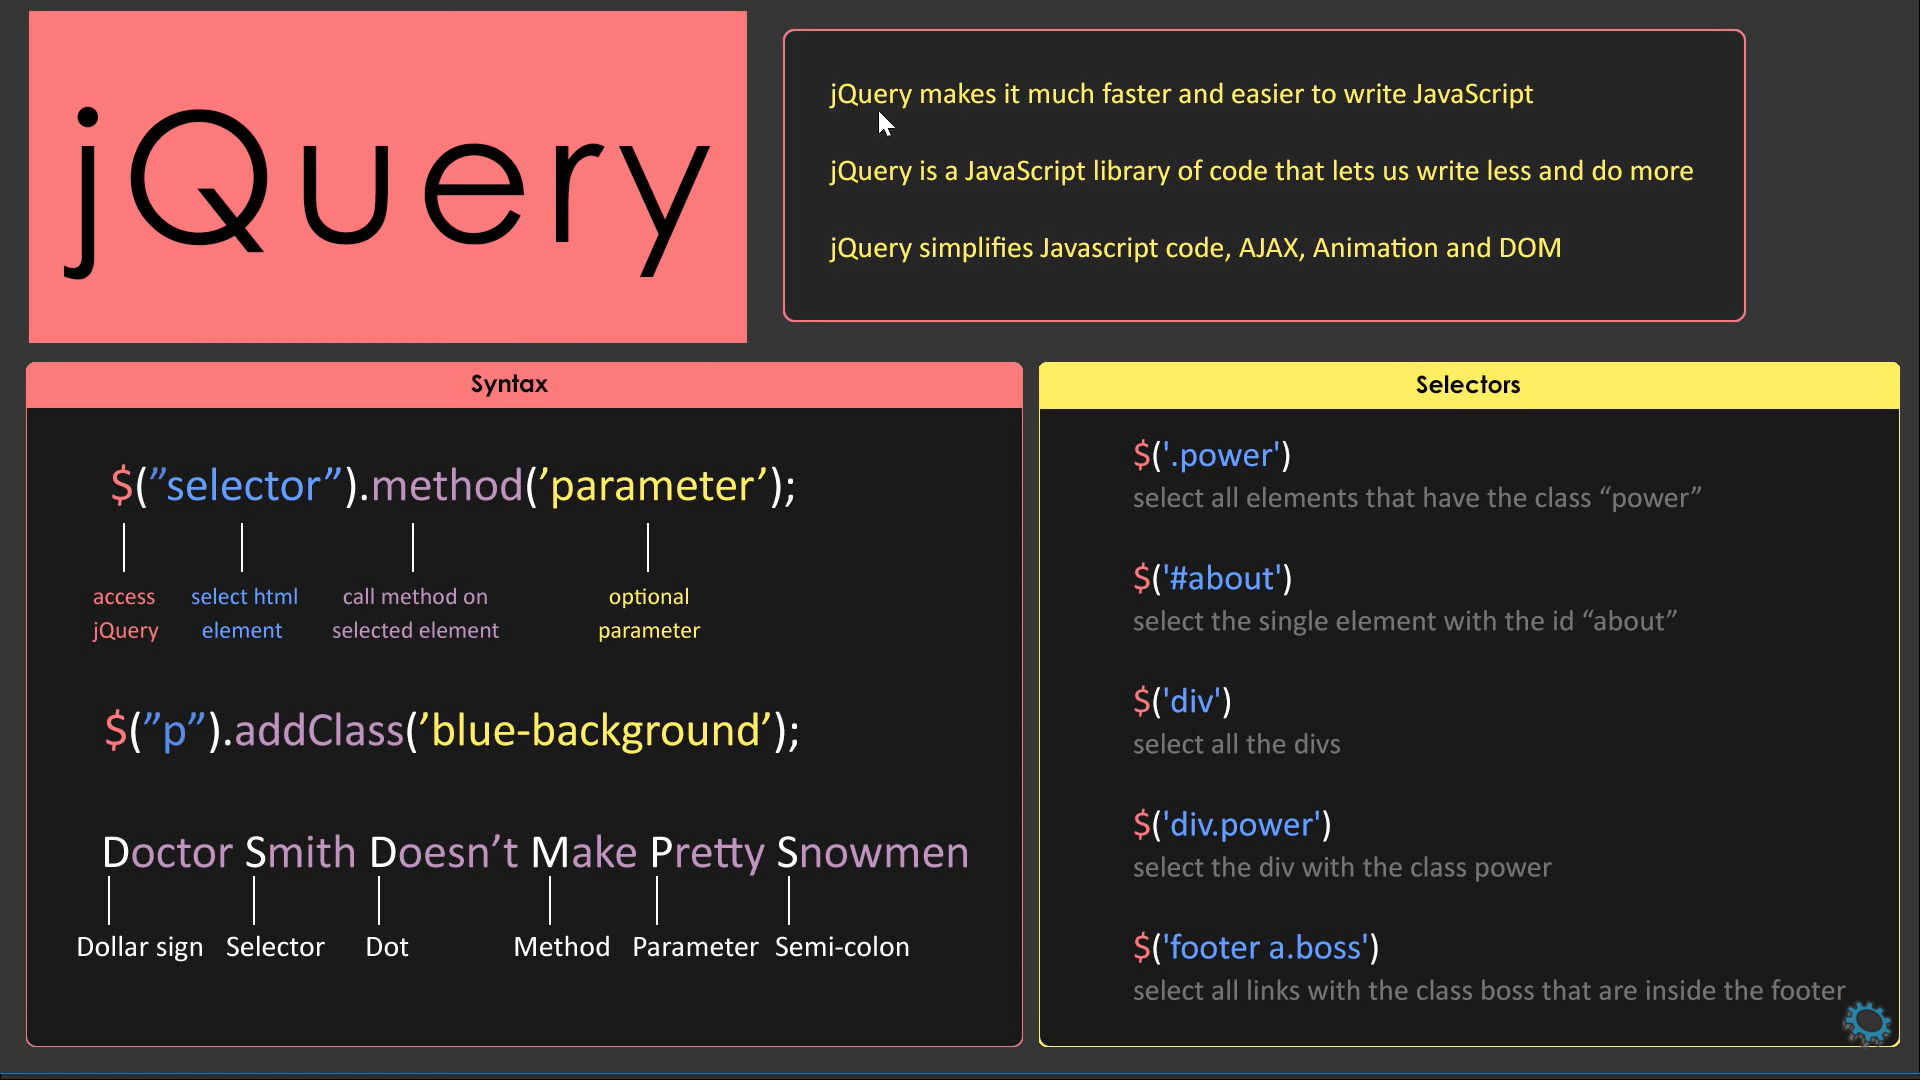 jQuery
jQuery makes it much faster and easier to write JavaScript
jQuery is a JavaScript library of code that lets us write less and do more
jQuery simplifies Javascript code, AJAX, Animation and DOM
Syntax
$(”selector”).method(’parameter’);
access
jQuery
select html
element
call method on
selected element
optional
parameter
$(”p”).addClass(’blue-background’);
Doctor Smith Doesn’t Make Pretty Snowmen
Dollar sign Selector Dot Method Parameter Semi-colon
Selectors
$('.power')
select all elements that have the class “power”
$('#about')
select the single element with the id “about”
$('div')
select all the divs
$('div.power')
select the div with the class power
$('footer a.boss')
select all links with the class boss that are inside the footer